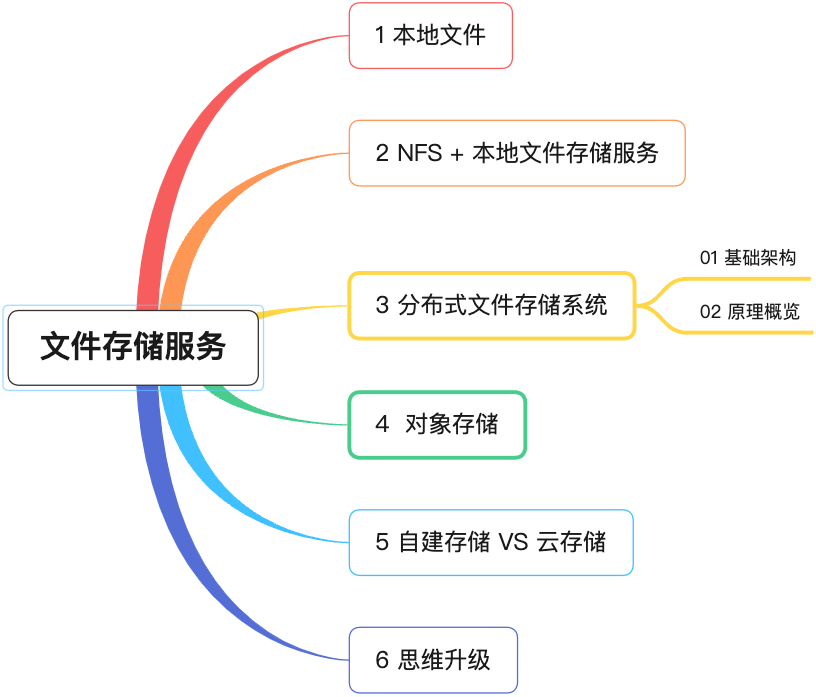 1 本地文件
2 NFS + 本地文件存储服务
01 基础架构
3 分布式文件存储系统
02 原理概览
文件存储服务
4 对象存储
5 自建存储 VS 云存储
6 思维升级